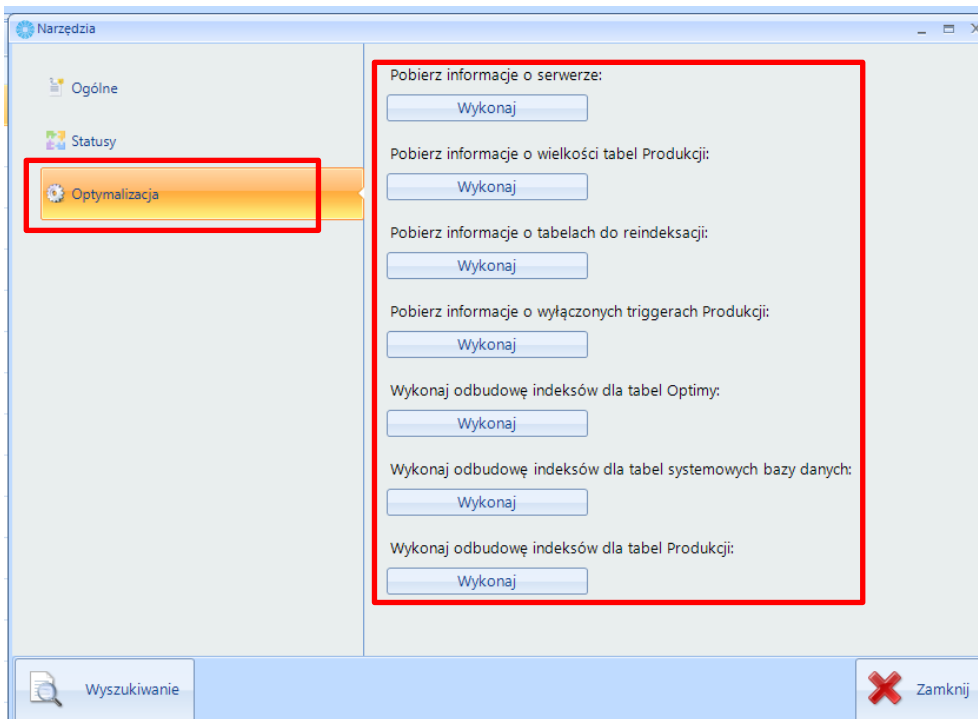 Narzędzia
Ogólne
Statusy
Optymalizacja
Pobierz informacje o serwerze:
Wykonaj
Pobierz informacje o wielkości tabel Produkcji:
Wykonaj
Pobierz informacje o tabelach do reindeksacji:
Wykonaj
Pobierz informacje o wyłączonych triggerach Produkcji:
Wykonaj
Wykonaj odbudowę indeksów dla tabel Optimy:
Wykonaj
Wykonaj odbudowę indeksów dla tabel systemowych bazy danych:
Wykonaj
Wykonaj odbudowę indeksów dla tabel Produkcji:
Wykonaj
Wyszukiwanie
Zamknij